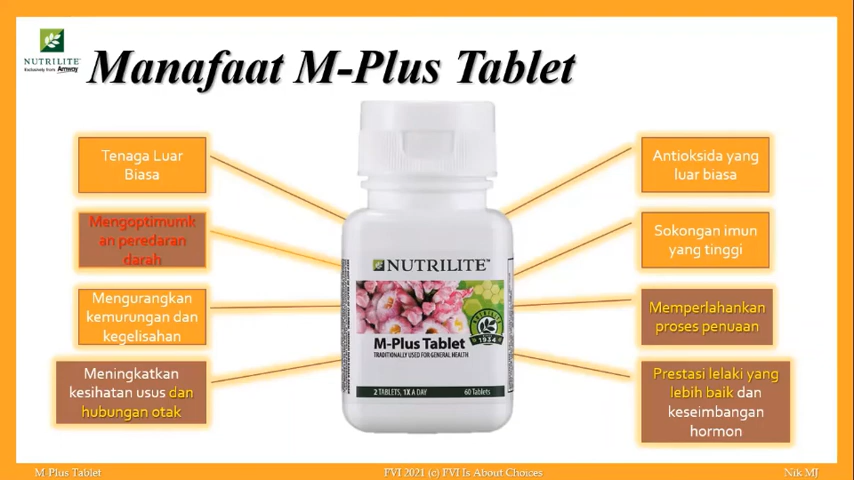 NUTRILITE
Exclusively from Amway
Manafaat M-Plus Tablet
Tenaga Luar
Biasa
Mengoptimumk
an peredaran
darah
Mengurangkan
kemurungan dan
kegelisahan
Meningkatkan
kesihatan usus dan
hubungan otak
NUTRILITE™
NUTRILITE
1934
M-Plus Tablet
TRADITIONALLY USED FOR GENERAL HEALTH
2 TABLETS, 1X A DAY
60 Tablets
Antioksida yang
luar biasa
Sokongan imun
yang tinggi
Memperlahankan
proses penuaan
Prestasi lelaki yang
lebih baik dan
keseimbangan
hormon
M-Plus Tablet
FVI 2021 (c) FVI Is About Choices
Nik MJ